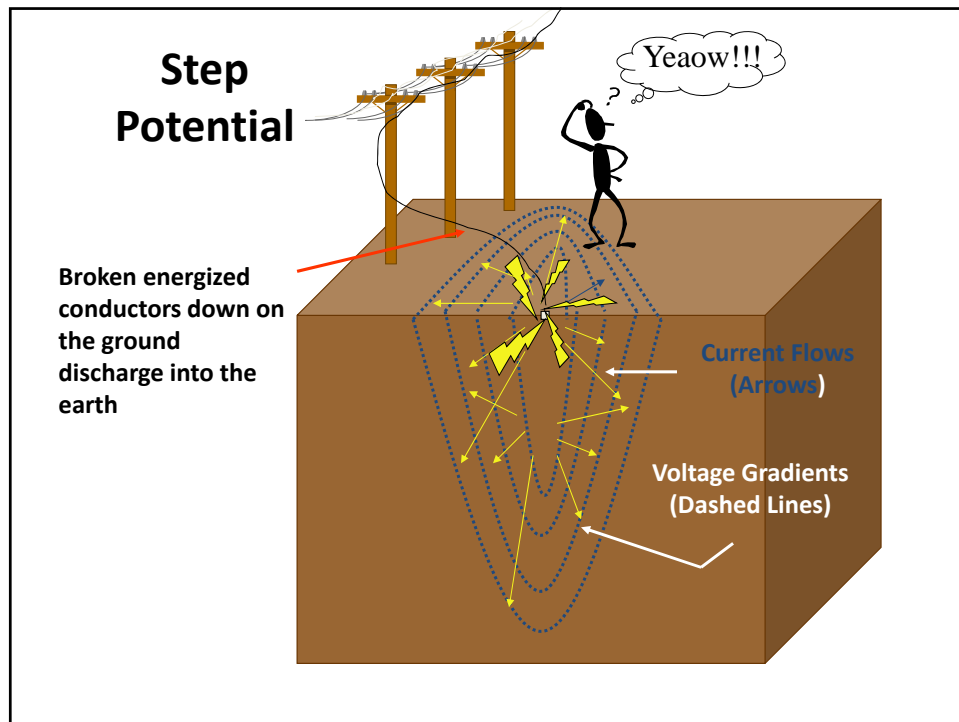 Step
Potential
Yeaow!!!
?
Broken energized
conductors down on
the ground
discharge into the
earth
Current Flows
(Arrows)
Voltage Gradients
(Dashed Lines)